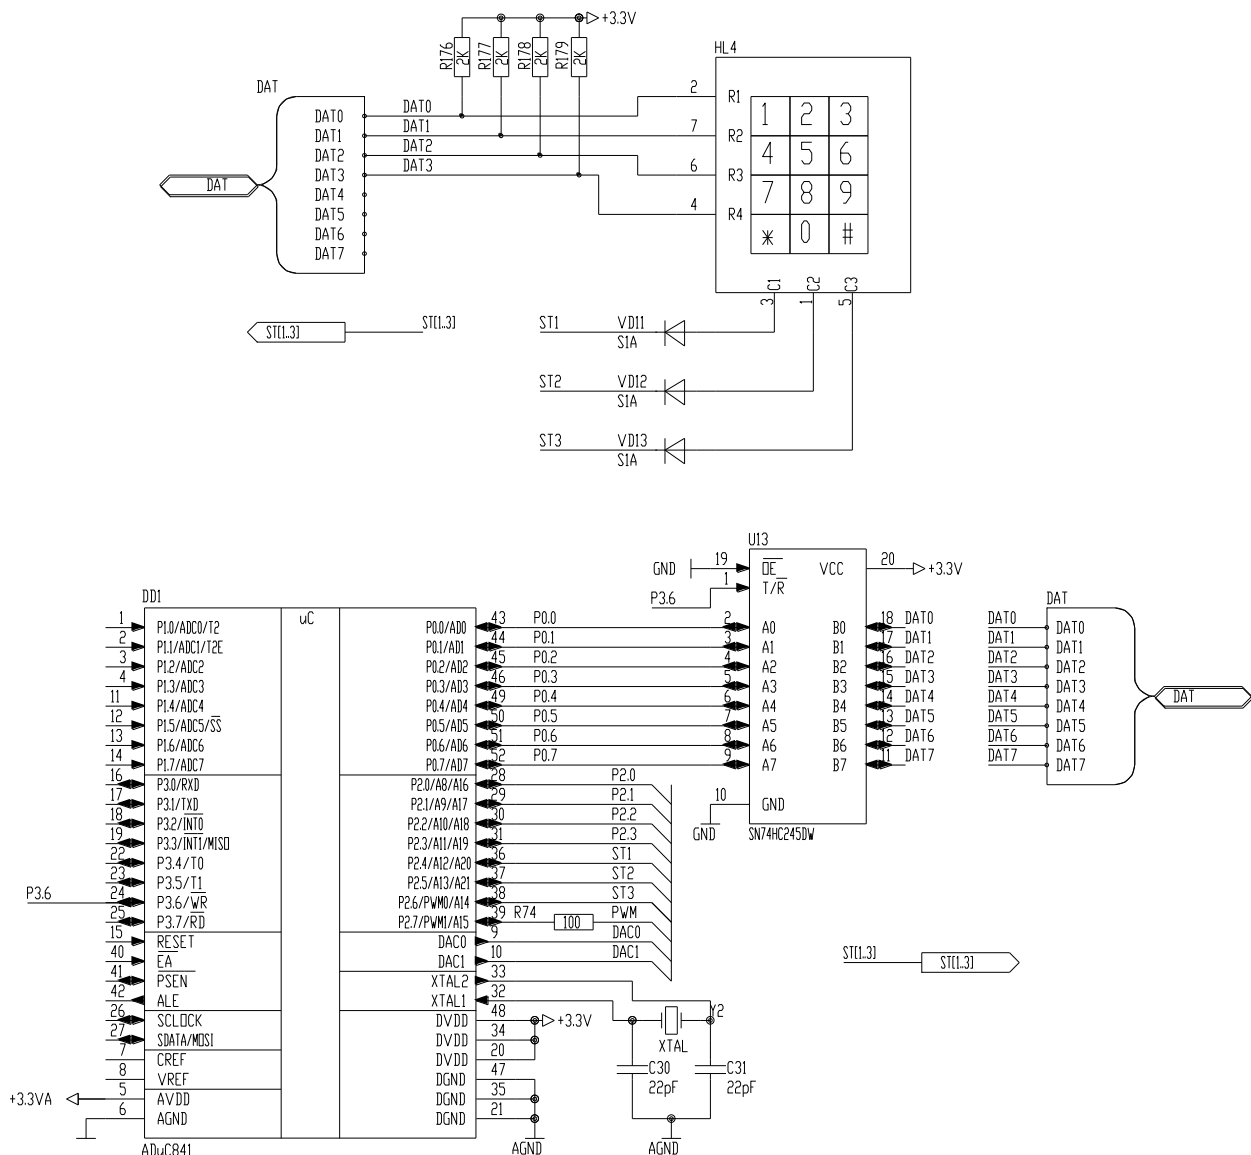 +3.3V
R176 2K
R177 2K
R178 2K
R179 2K
HL4
DAT
DAT0
DAT1
DAT2
DAT3
DAT4
DAT5
DAT6
DAT7
DAT
DAT0
DAT1
DAT2
DAT3
2 R1
7 R2
6 R3
4 R4
1 2 3
4 5 6
7 8 9
* 0 #
3 C1
1 C2
5 C3
ST[1..3] ST[1..3]
ST1 VD11
S1A
ST2 VD12
S1A
ST3 VD13
S1A
U13
GND 19 OE VCC 20 +3.3V
P3.6 1 T/R
2 A0 B0 18 DAT0
3 A1 B1 17 DAT1
4 A2 B2 16 DAT2
5 A3 B3 15 DAT3
6 A4 B4 14 DAT4
7 A5 B5 13 DAT5
8 A6 B6 12 DAT6
9 A7 B7 11 DAT7
10 GND
GND
SN74HC245DW
DAT
DAT0 DAT0
DAT1 DAT1
DAT2 DAT2
DAT3 DAT3
DAT4 DAT4
DAT5 DAT5
DAT6 DAT6
DAT7 DAT7
DAT
DD1
uC
1 P1.0/ADC0/T2
2 P1.1/ADC1/T2E
3 P1.2/ADC2
4 P1.3/ADC3
11 P1.4/ADC4
12 P1.5/ADC5/SS
13 P1.6/ADC6
14 P1.7/ADC7
16 P3.0/RXD
17 P3.1/TXD
18 P3.2/INT0
19 P3.3/INT1/MISO
22 P3.4/T0
23 P3.5/T1
P3.6 24 P3.6/WR
25 P3.7/RD
15 RESET
40 EA
41 PSEN
42 ALE
26 SCLOCK
27 SDATA/MOSI
7 CREF
8 VREF
+3.3VA 5 AVDD
6 AGND
ADuC841
P0.0/AD0 43 P0.0
P0.1/AD1 44 P0.1
P0.2/AD2 45 P0.2
P0.3/AD3 46 P0.3
P0.4/AD4 49 P0.4
P0.5/AD5 50 P0.5
P0.6/AD6 51 P0.6
P0.7/AD7 52 P0.7
P2.0/A8/A16 28 P2.0
P2.1/A9/A17 29 P2.1
P2.2/A10/A18 30 P2.2
P2.3/A11/A19 31 P2.3
P2.4/A12/A20 36 ST1
P2.5/A13/A21 37 ST2
P2.6/PWM0/A14 38 ST3
P2.7/PWM1/A15 39 R74 100 PWM
DAC0 9 DAC0
DAC1 10 DAC1
XTAL2 33
XTAL1 32
DVDD 48 +3.3V
DVDD 34
DVDD 20
DGND 47
DGND 35
DGND 21
AGND
Y2
XTAL
C30
22pF
C31
22pF
AGND
ST[1..3] ST[1..3]